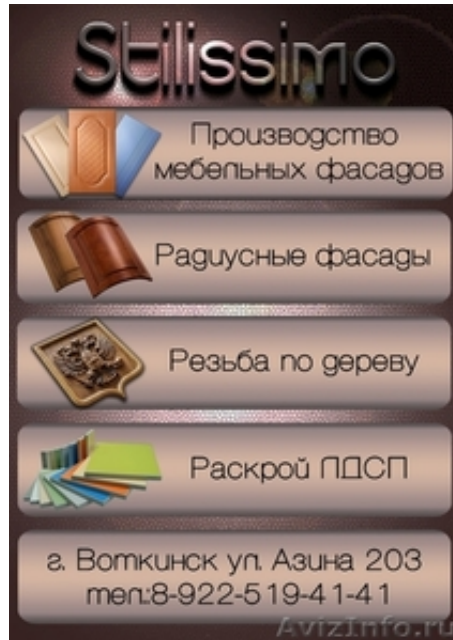 Stilissimo
Производство
мебельных фасадов
Радиусные фасады
Резьба по дереву
Раскрой ЛДСП
г. Воткинск ул. Азина 203
тел.:8-922-519-41-41
AvizInfo.ru